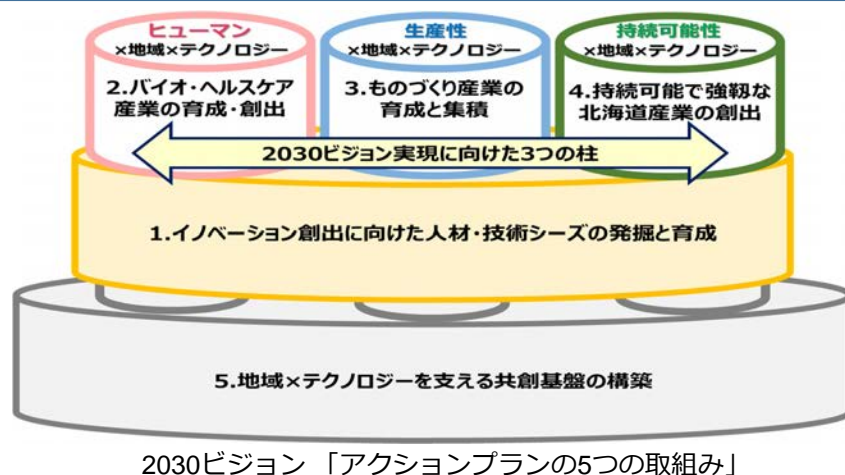 ヒューマン
×地域×テクノロジー
2.バイオ・ヘルスケア
産業の育成・創出
生産性
×地域×テクノロジー
3.ものづくり産業の
育成と集積
持続可能性
×地域×テクノロジー
4.持続可能で強靱な
北海道産業の創出
2030ビジョン実現に向けた3つの柱
1.イノベーション創出に向けた人材・技術シーズの発掘と育成
5.地域×テクノロジーを支える共創基盤の構築
2030ビジョン 「アクションプランの5つの取組み」